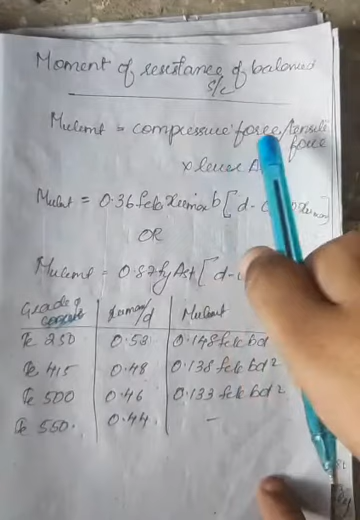 Moment of resistance of balanced
s/c
Mulimt = compressive force/tensile
force
x lever A
Mulimt = 0.36 fck xumax b [d-
OR
Mulimt = 0.87 fy Ast [d-
Grade of xumax/d Mulimt
Fe 250 0.53 0.148 fck bd
Fe 415 0.48 0.138 fck bd2
Fe 500 0.46 0.133 fck bd2
Fe 550. 0.44 -